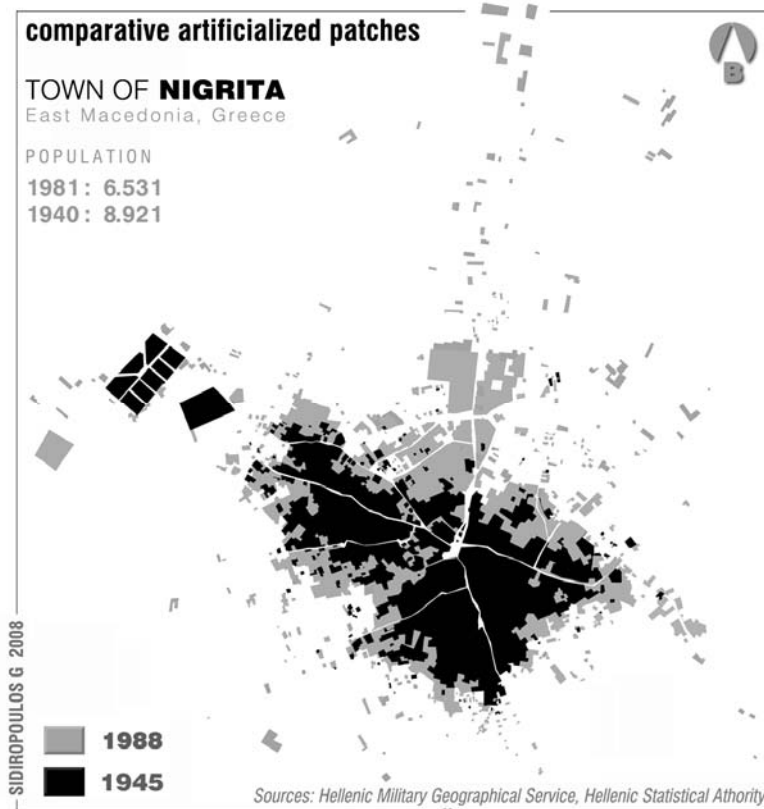 comparative artificialized patches
TOWN OF NIGRITA
East Macedonia, Greece
POPULATION
1981: 6.531
1940: 8.921
B
SIDIROPOULOS G 2008
1988
1945
Sources: Hellenic Military Geographical Service, Hellenic Statistical Athority